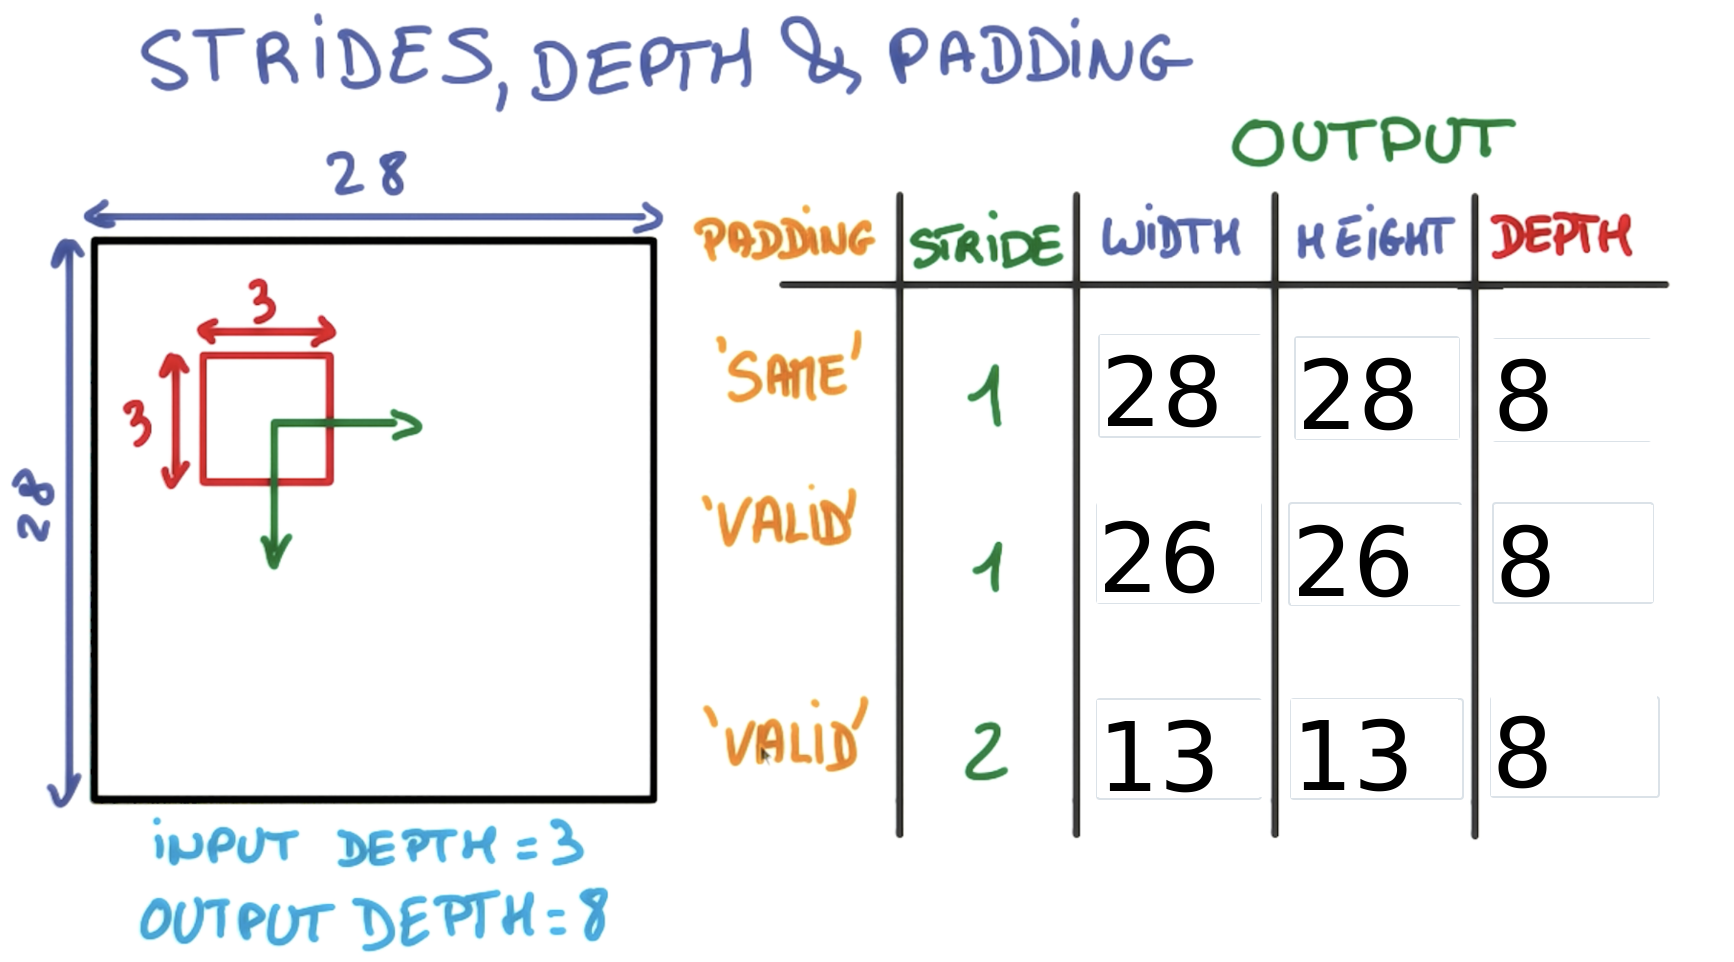 STRiDES, DEPTH & PADDiNG
OUTPUT
28
28
3
3
PADDiNG STRiDE WiDTH HEiGHT DEPTH
'SAME' 1 28 28 8
'VALiD' 1 26 26 8
'VALiD' 2 13 13 8
iNPUT DEPTH = 3
OUTPUT DEPTH = 8